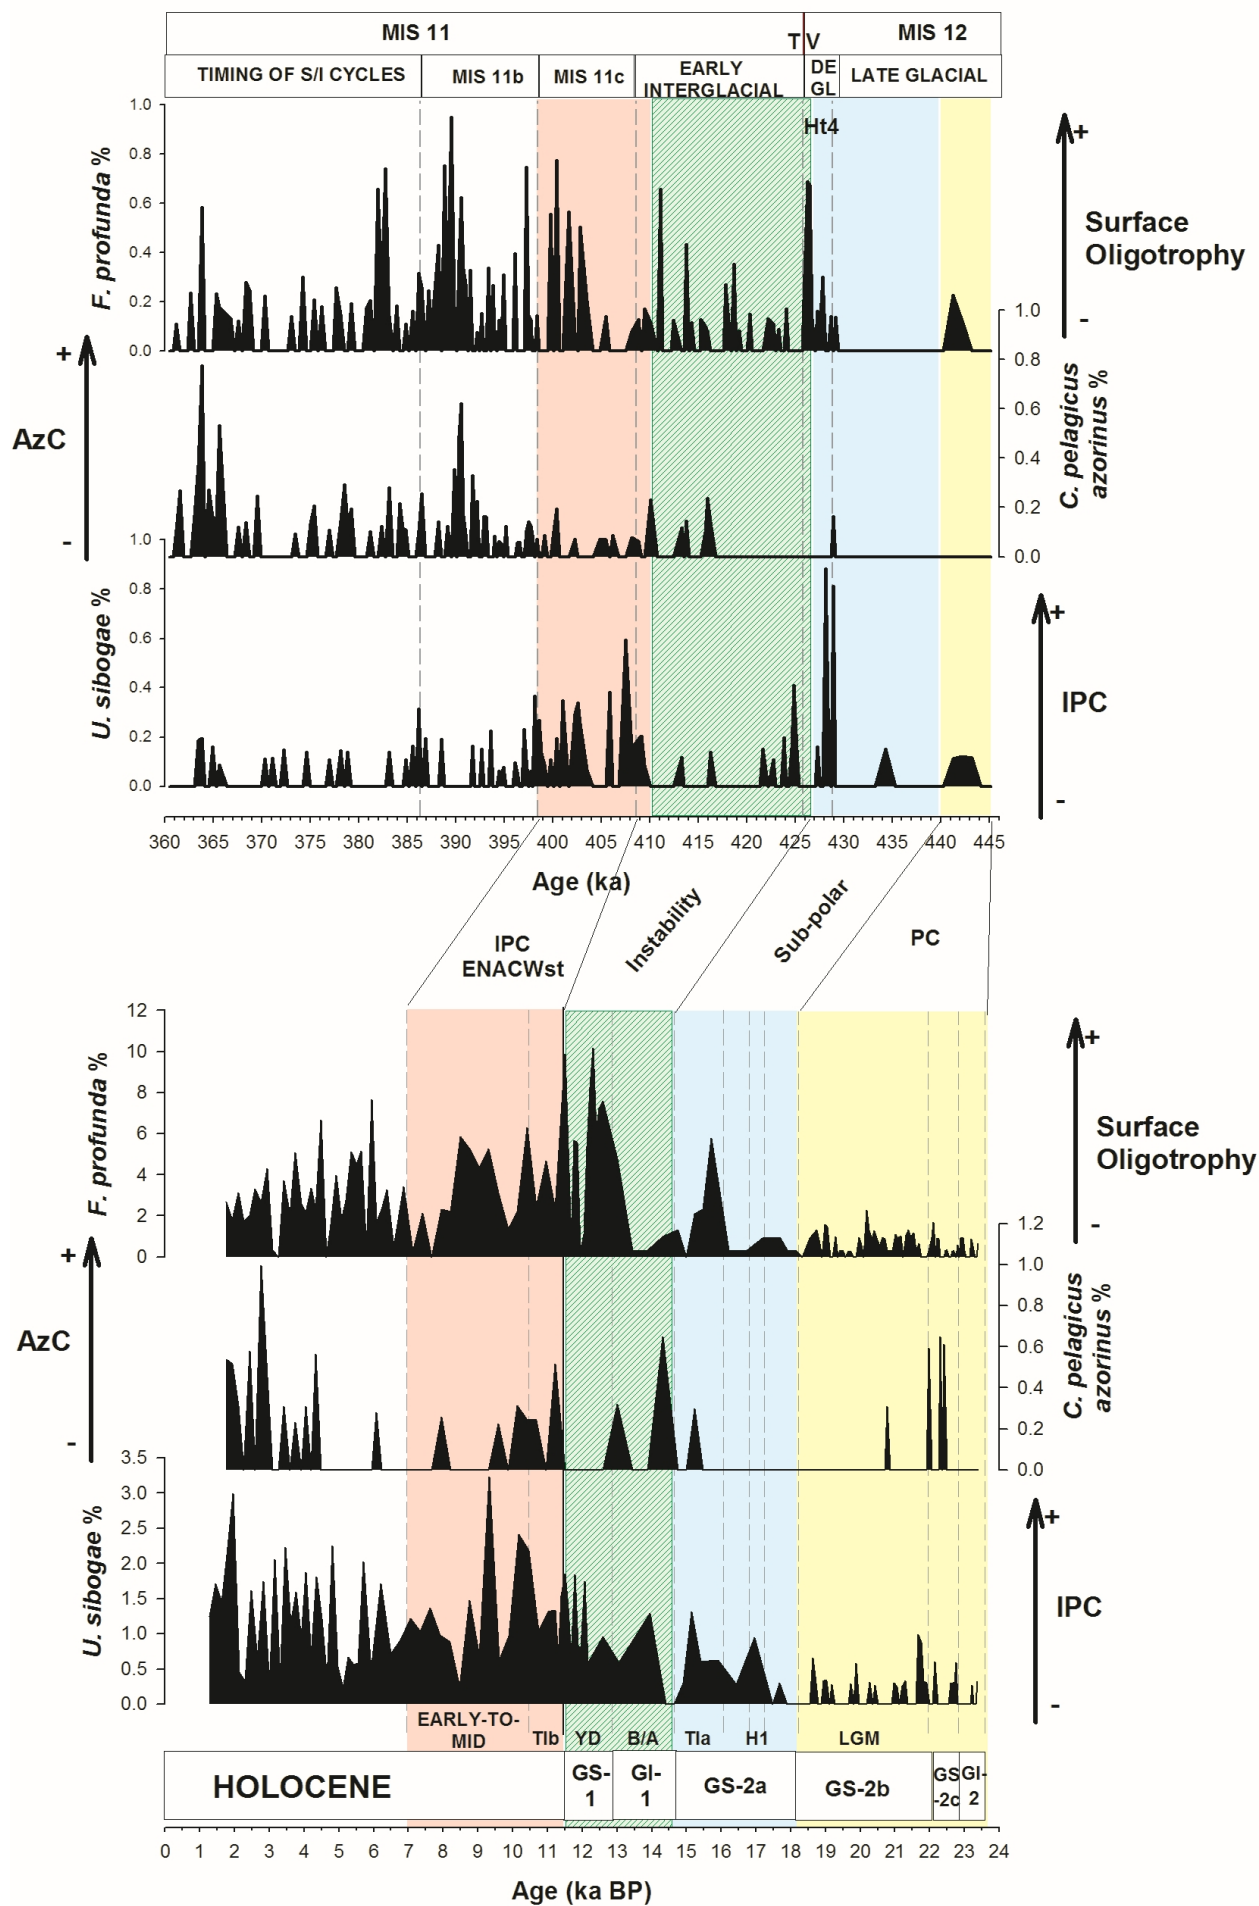 MIS 11
T V
MIS 12
TIMING OF S/I CYCLES
MIS 11b
MIS 11c
EARLY
INTERGLACIAL
DE
GL
LATE GLACIAL
1.0
0.8
0.6
0.4
0.2
0.0
F. profunda %
Ht4
+
Surface
Oligotrophy
-
+
AzC
-
1.0
0.8
0.6
0.4
0.2
0.0
C. pelagicus
azorinus %
1.0
0.8
0.6
0.4
0.2
0.0
U. sibogae %
+
IPC
-
360 365 370 375 380 385 390 395 400 405 410 415 420 425 430 435 440 445
Age (ka)
IPC
ENACWst
Instability
Sub-polar
PC
12
10
8
6
4
2
0
F. profunda %
+
Surface
Oligotrophy
-
+
AzC
-
1.2
1.0
0.8
0.6
0.4
0.2
0.0
C. pelagicus
azorinus %
3.5
3.0
2.5
2.0
1.5
1.0
0.5
0.0
U. sibogae %
+
IPC
-
EARLY-TO-
MID
TIb
YD
B/A
TIa
H1
LGM
HOLOCENE
GS-
1
GI-
1
GS-2a
GS-2b
GS
-2c
GI-
2
0 1 2 3 4 5 6 7 8 9 10 11 12 13 14 15 16 17 18 19 20 21 22 23 24
Age (ka BP)